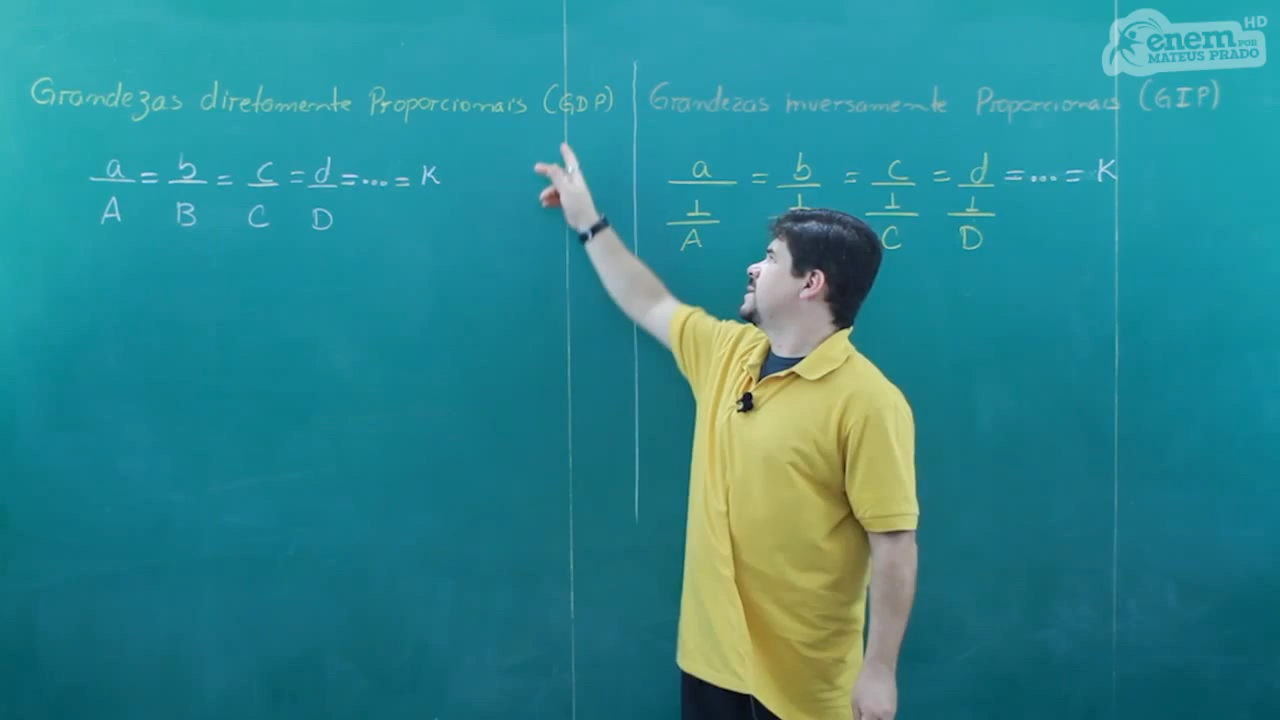 enem HD
POR
MATEUS PRADO
Grandezas diretamente Proporcionais (GDP)
a/A = b/B = c/C = d/D = ... = K
Grandezas inversamente Proporcionais (GIP)
a/(1/A) = b/(1/ = c/(1/C) = d/(1/D) = ... = K